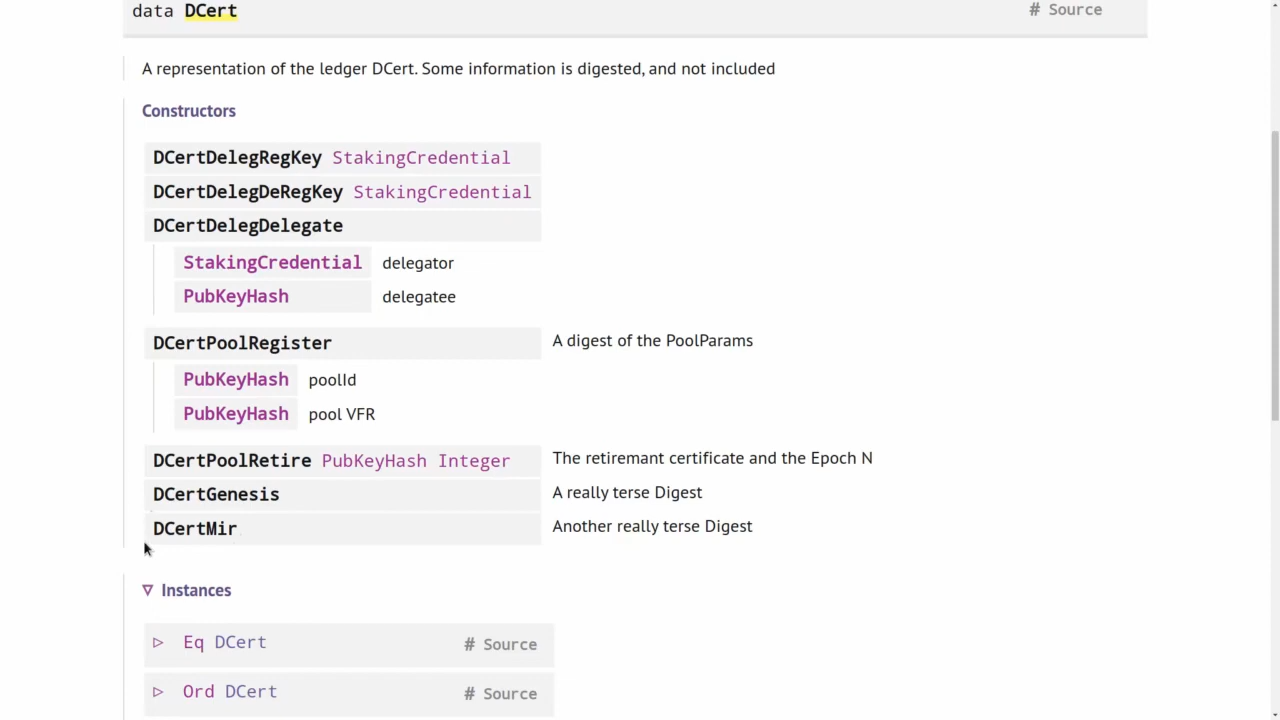 data DCert # Source
A representation of the ledger DCert. Some information is digested, and not included
Constructors
DCertDelegRegKey StakingCredential
DCertDelegDeRegKey StakingCredential
DCertDelegDelegate
StakingCredential delegator
PubKeyHash delegatee
DCertPoolRegister A digest of the PoolParams
PubKeyHash poolId
PubKeyHash pool VFR
DCertPoolRetire PubKeyHash Integer The retiremant certificate and the Epoch N
DCertGenesis A really terse Digest
DCertMir Another really terse Digest
▽ Instances
▷ Eq DCert # Source
▷ Ord DCert # Source